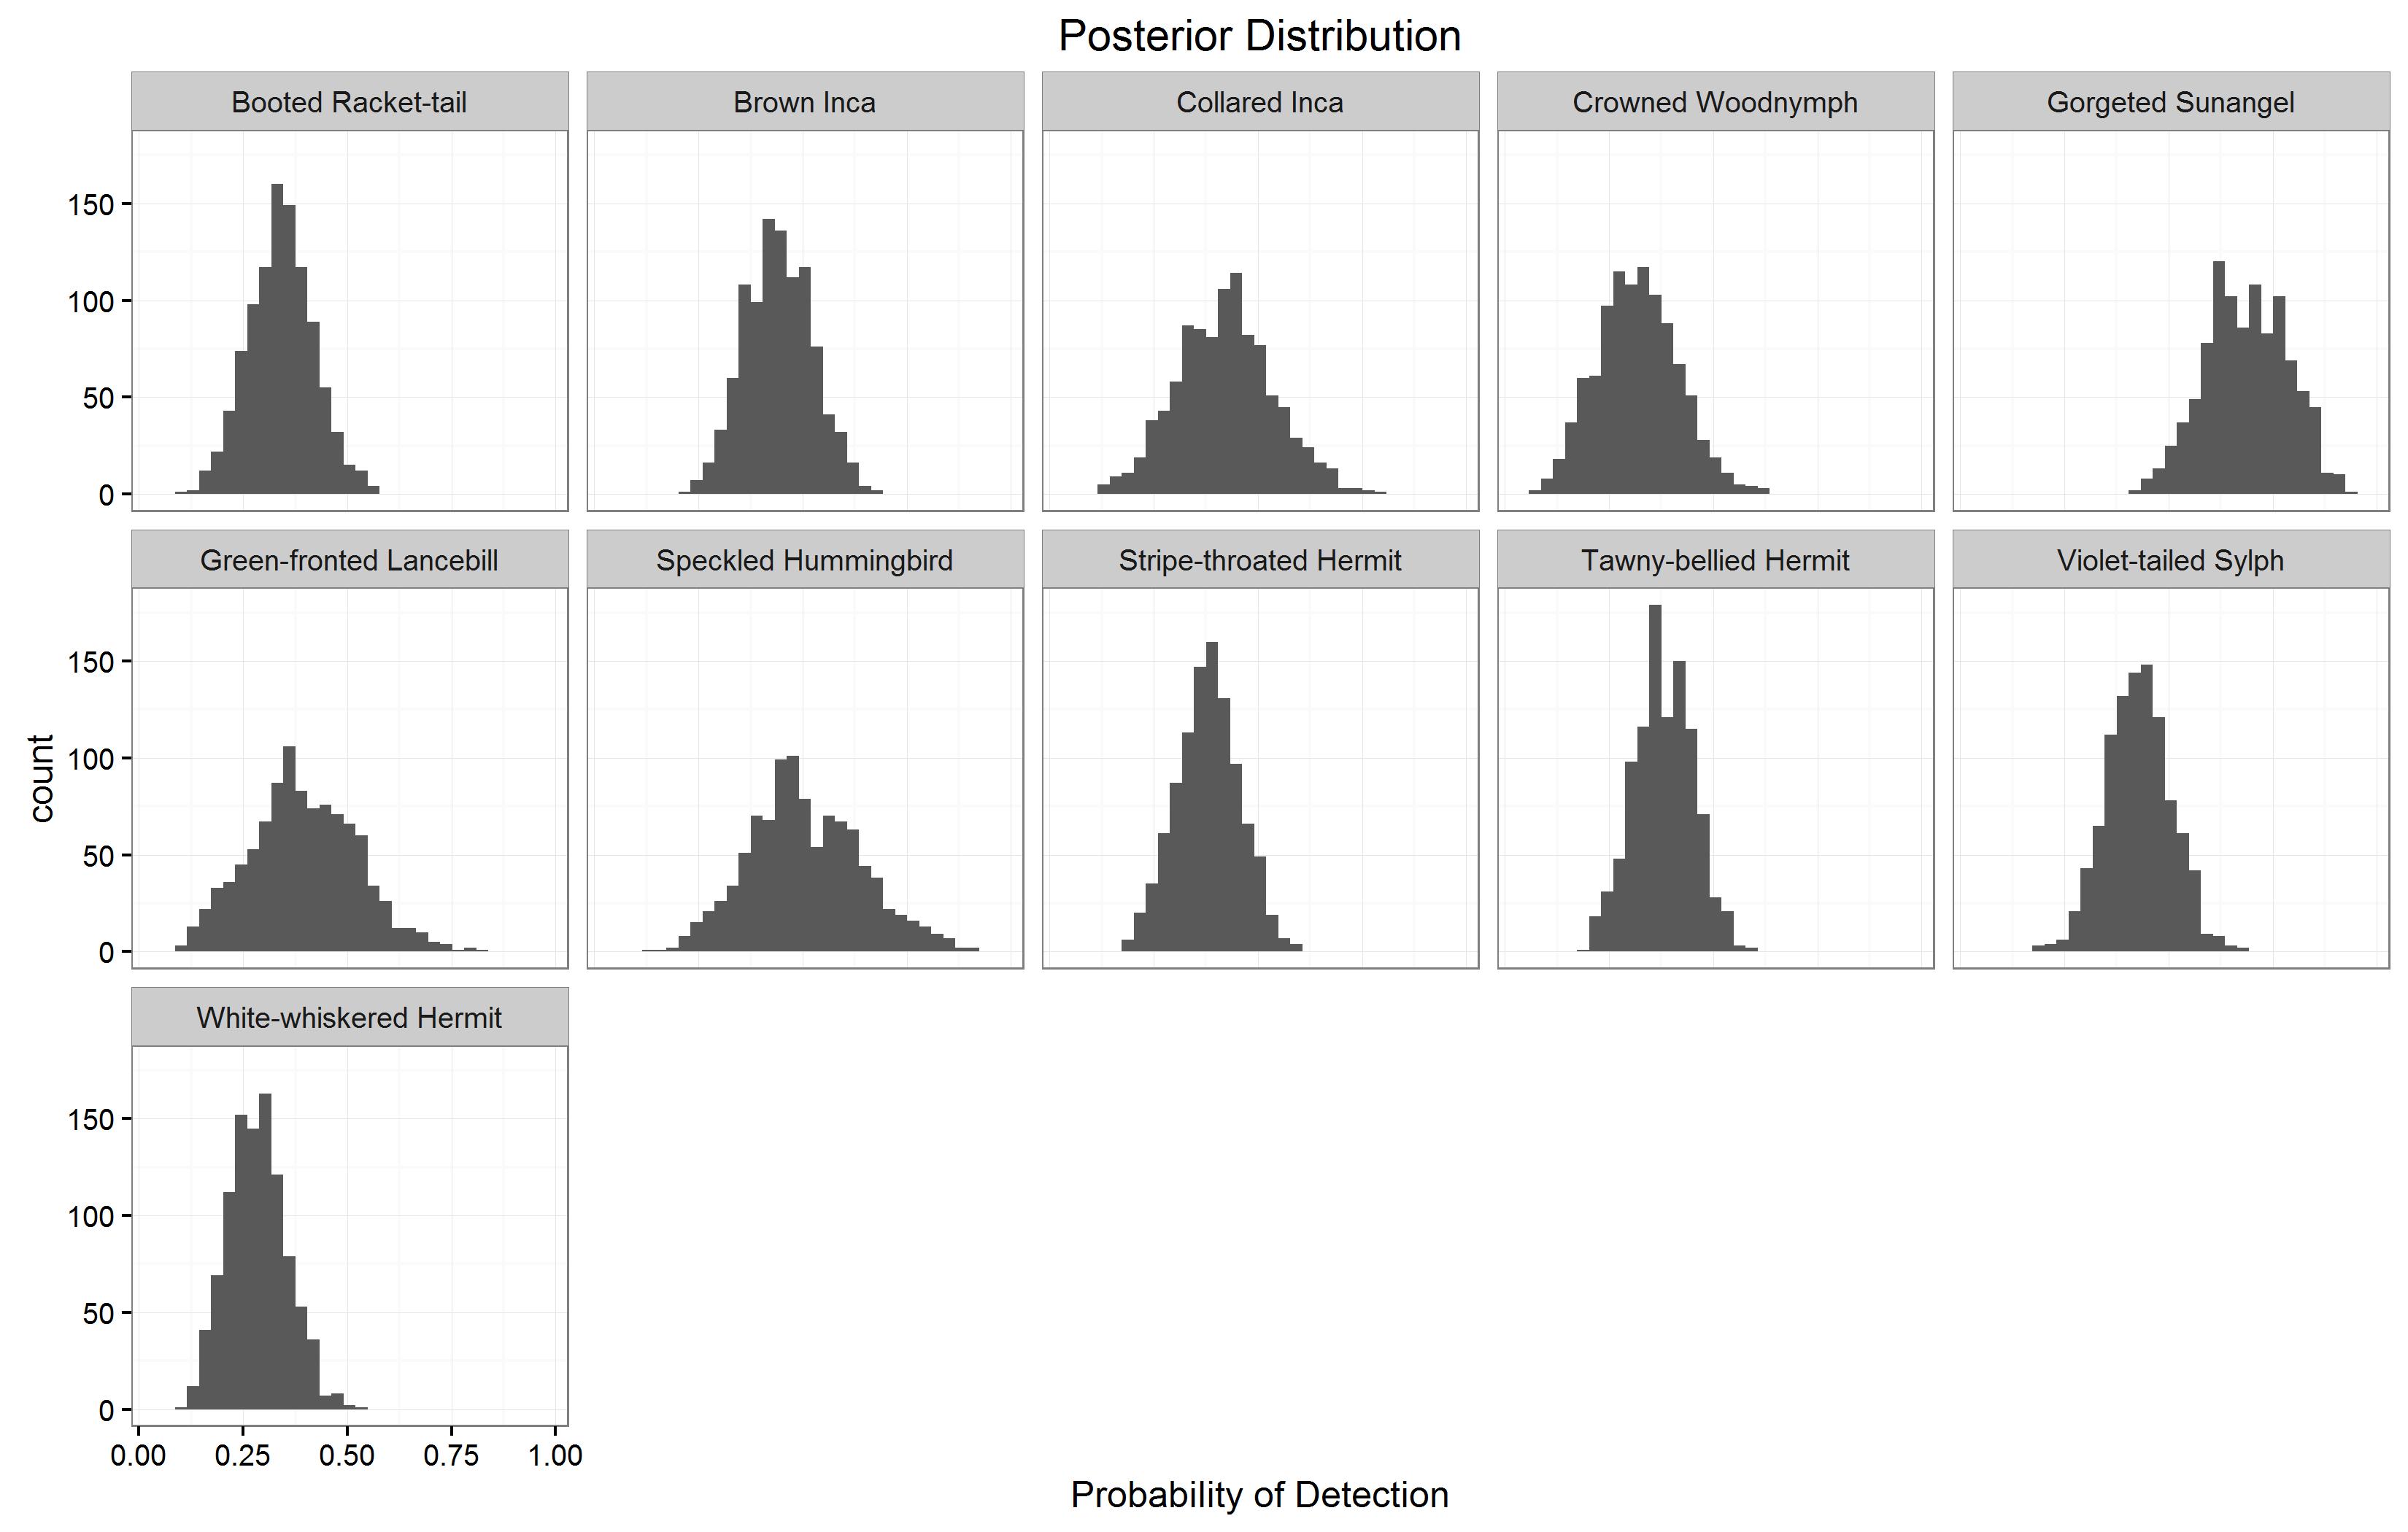 Posterior Distribution
Booted Racket-tail
Brown Inca
Collared Inca
Crowned Woodnymph
Gorgeted Sunangel
150
100
50
0
Green-fronted Lancebill
Speckled Hummingbird
Stripe-throated Hermit
Tawny-bellied Hermit
Violet-tailed Sylph
150
100
50
0
count
White-whiskered Hermit
150
100
50
0
0.00 0.25 0.50 0.75 1.00
Probability of Detection